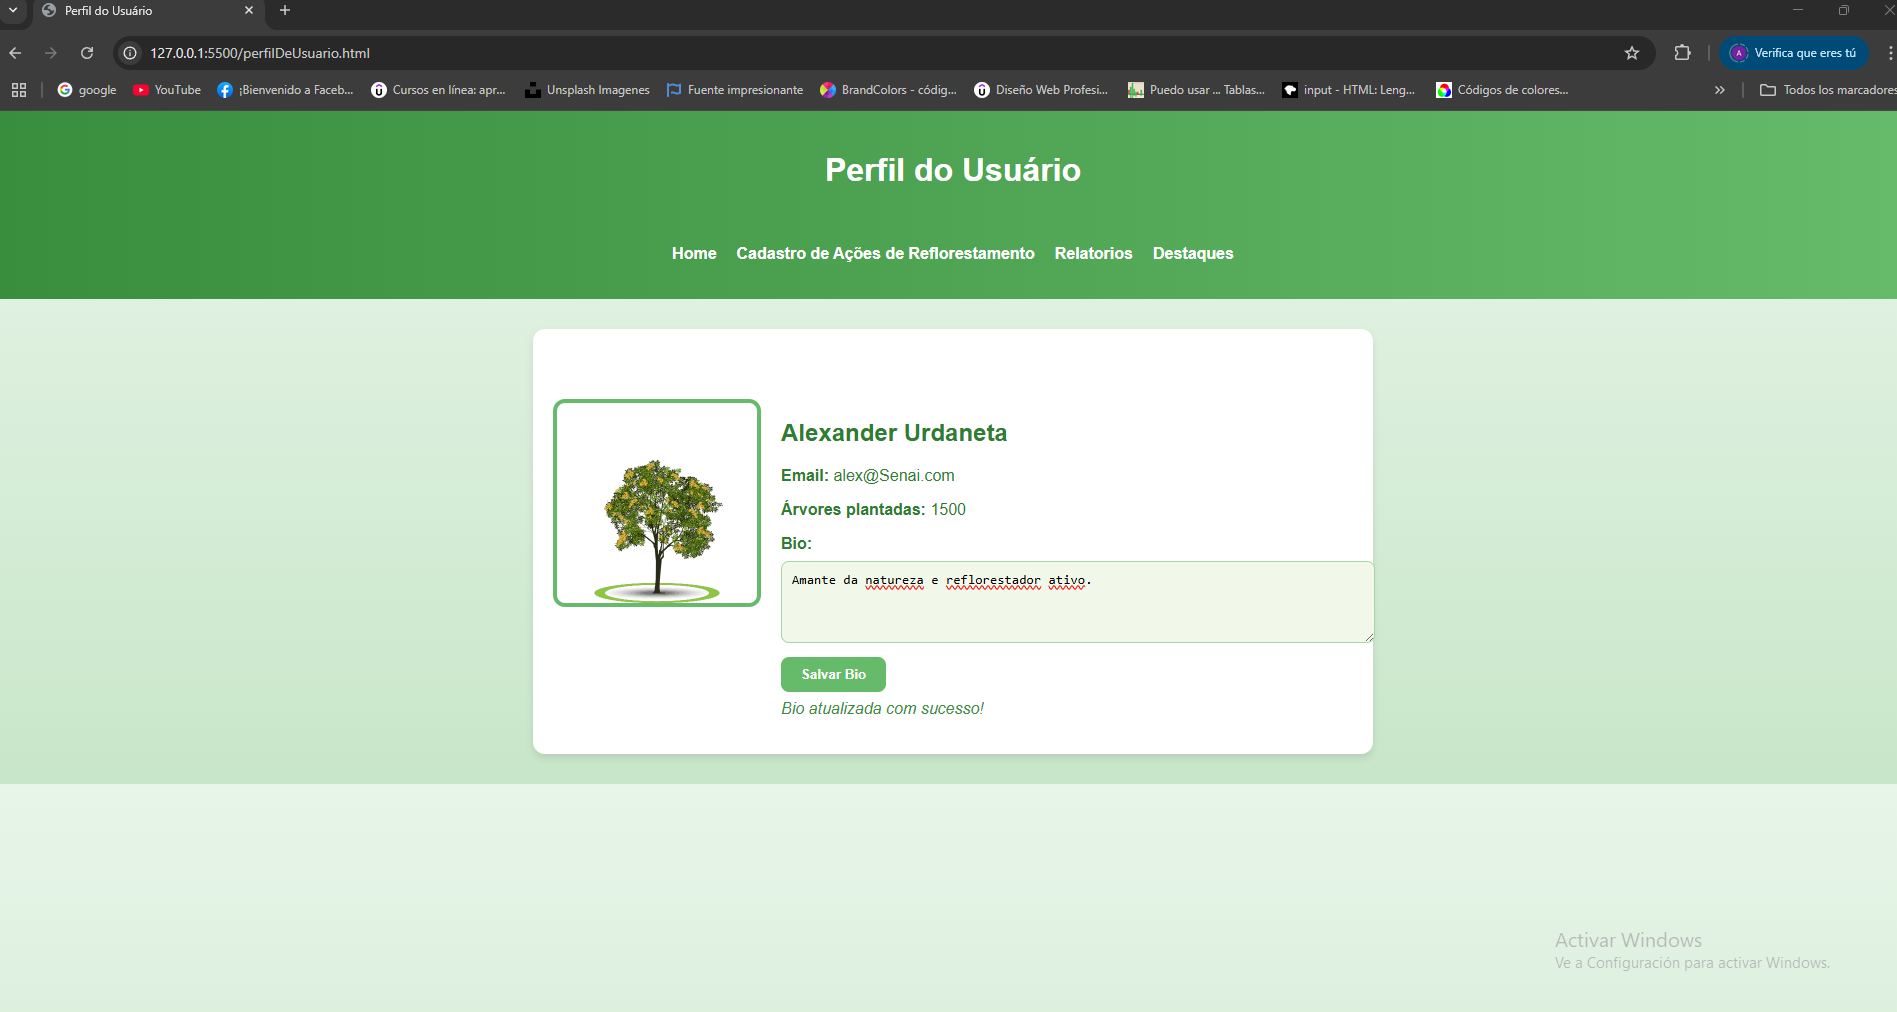 Perfil do Usuário
127.0.0.1:5500/perfilDeUsuario.html
A Verifica que eres tú
google
YouTube
¡Bienvenido a Faceb...
Cursos en línea: apr...
Unsplash Imagenes
Fuente impresionante
BrandColors - códig...
Diseño Web Profesi...
Puedo usar ... Tablas...
input - HTML: Leng...
Códigos de colores...
Todos los marcadores
Perfil do Usuário
Home Cadastro de Ações de Reflorestamento Relatorios Destaques
Alexander Urdaneta
Email: alex@Senai.com
Árvores plantadas: 1500
Bio:
Amante da natureza e reflorestador ativo.
Salvar Bio
Bio atualizada com sucesso!
Activar Windows
Ve a Configuración para activar Windows.